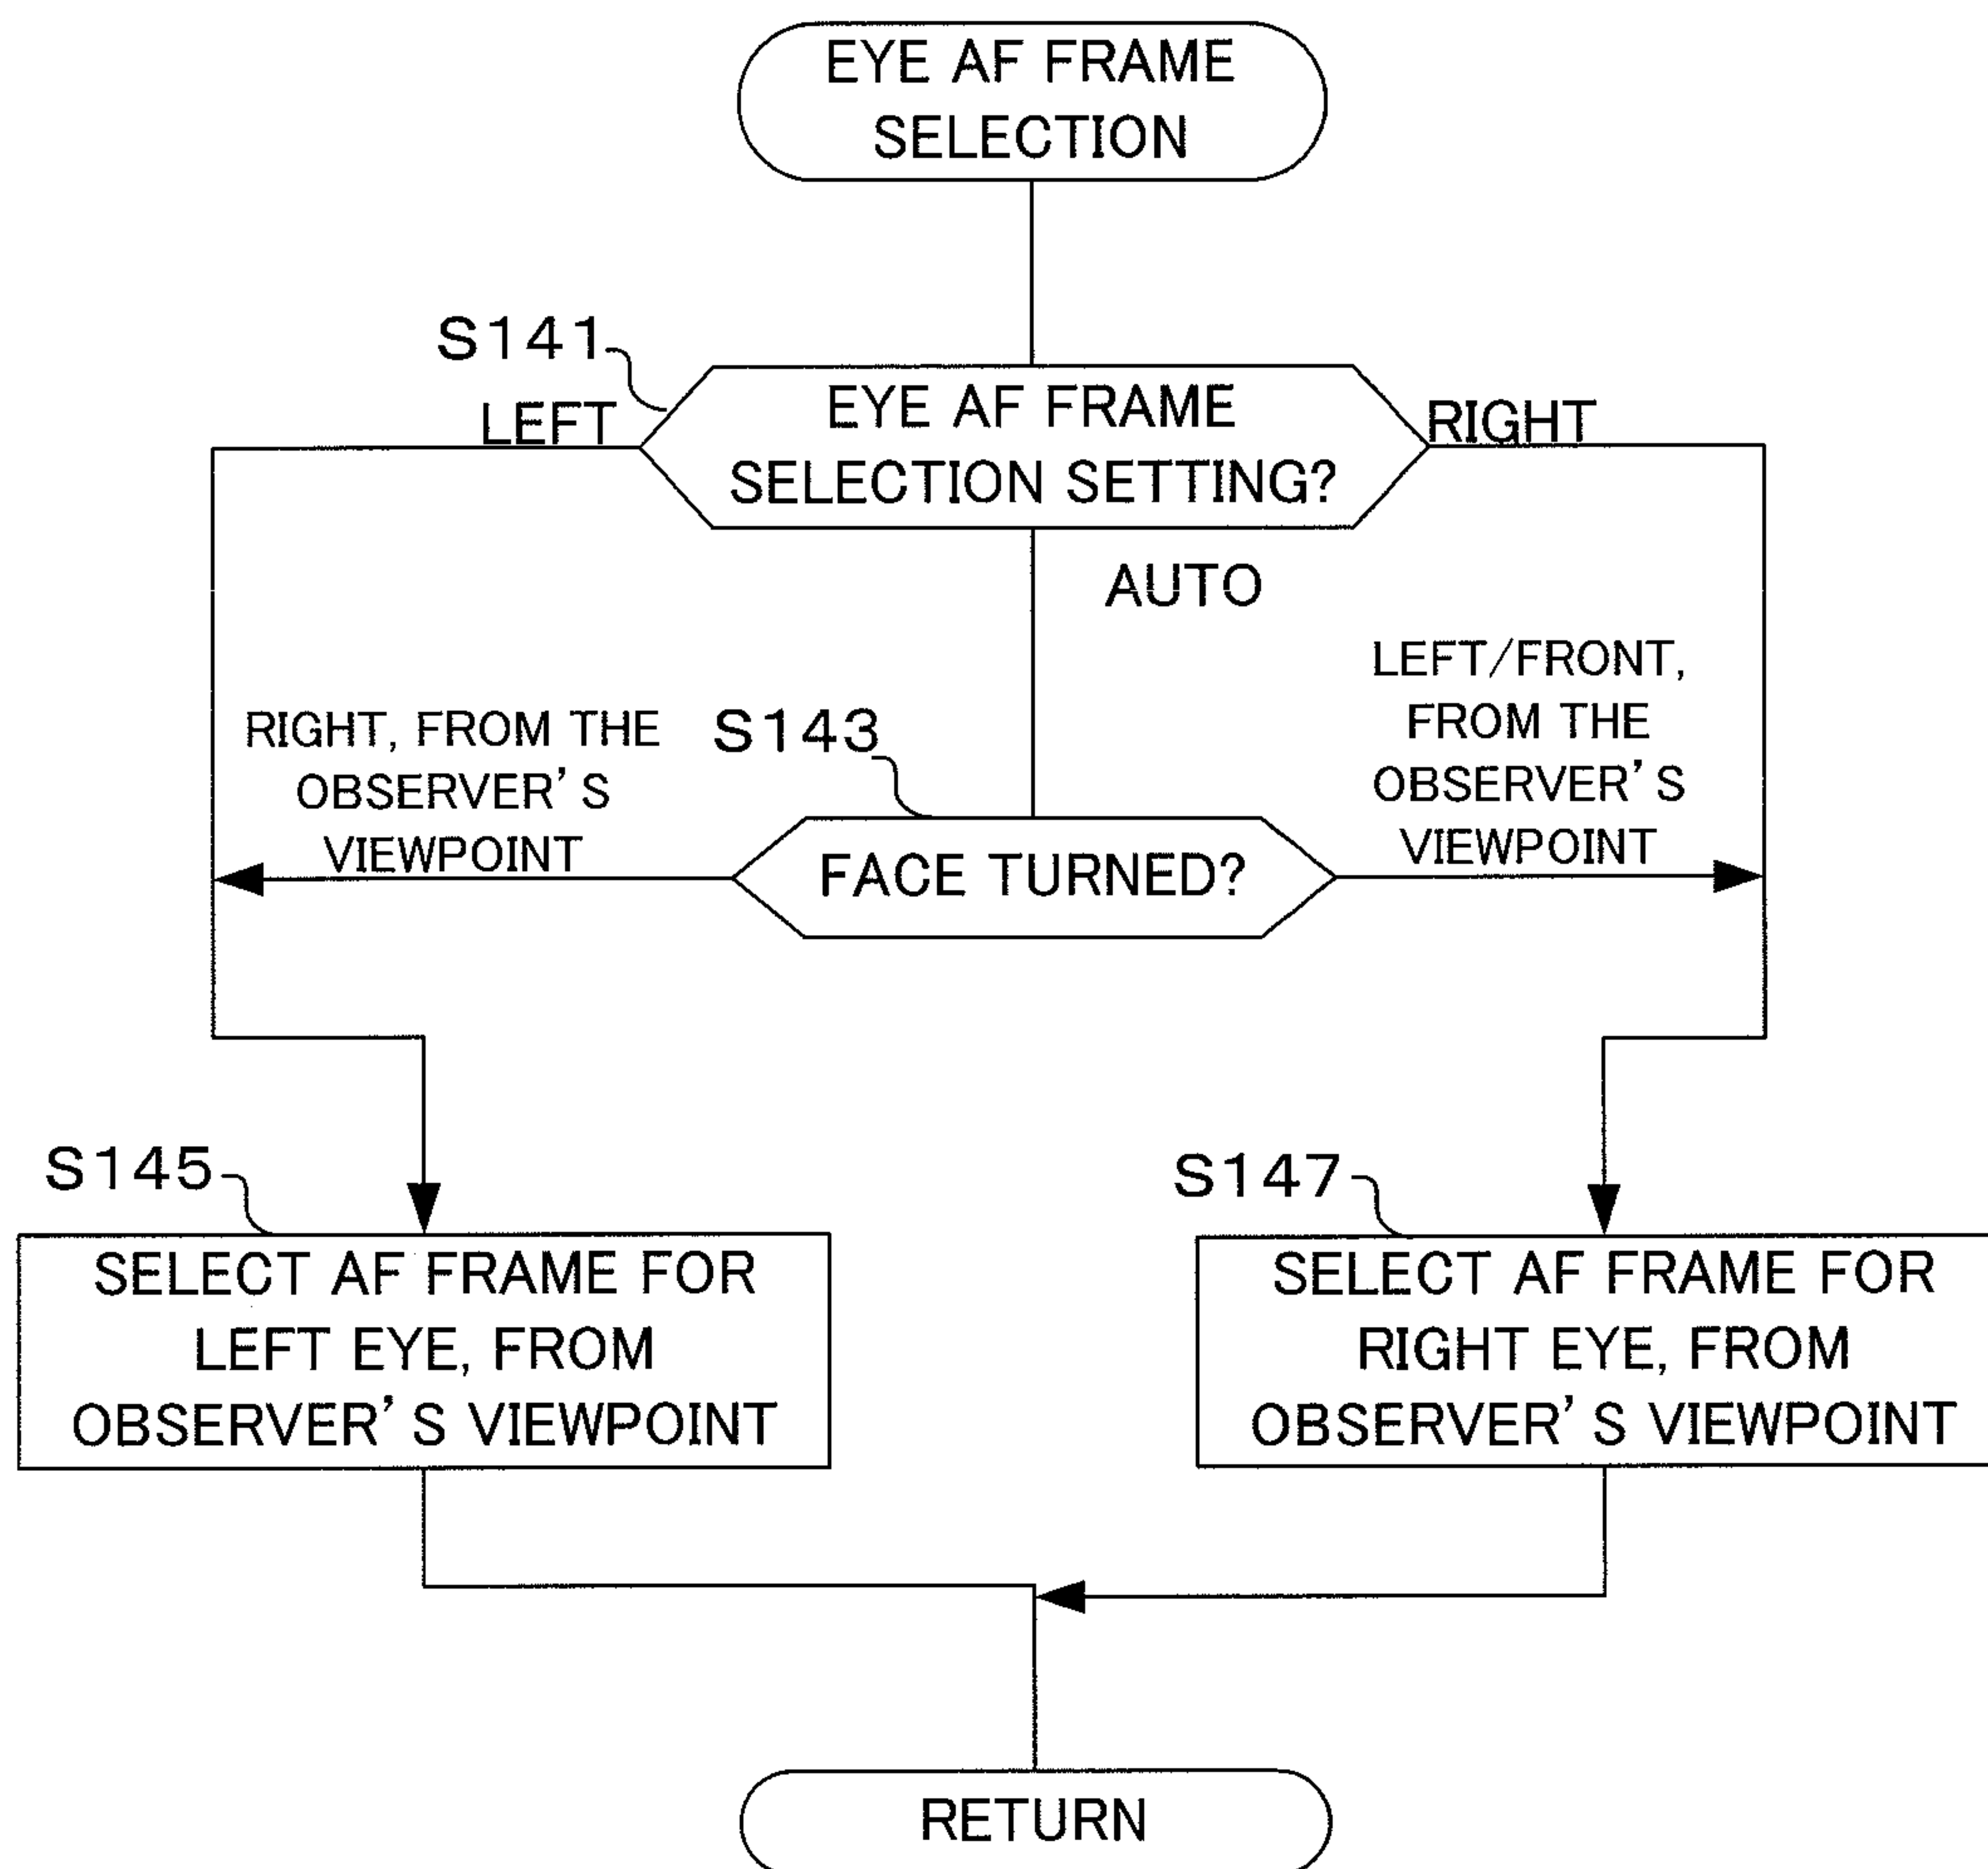 EYE AF FRAME
SELECTION
S141
LEFT
EYE AF FRAME
SELECTION SETTING?
RIGHT
AUTO
RIGHT, FROM THE
OBSERVER'S
VIEWPOINT
S143
FACE TURNED?
LEFT/FRONT,
FROM THE
OBSERVER'S
VIEWPOINT
S145
SELECT AF FRAME FOR
LEFT EYE, FROM
OBSERVER'S VIEWPOINT
S147
SELECT AF FRAME FOR
RIGHT EYE, FROM
OBSERVER'S VIEWPOINT
RETURN